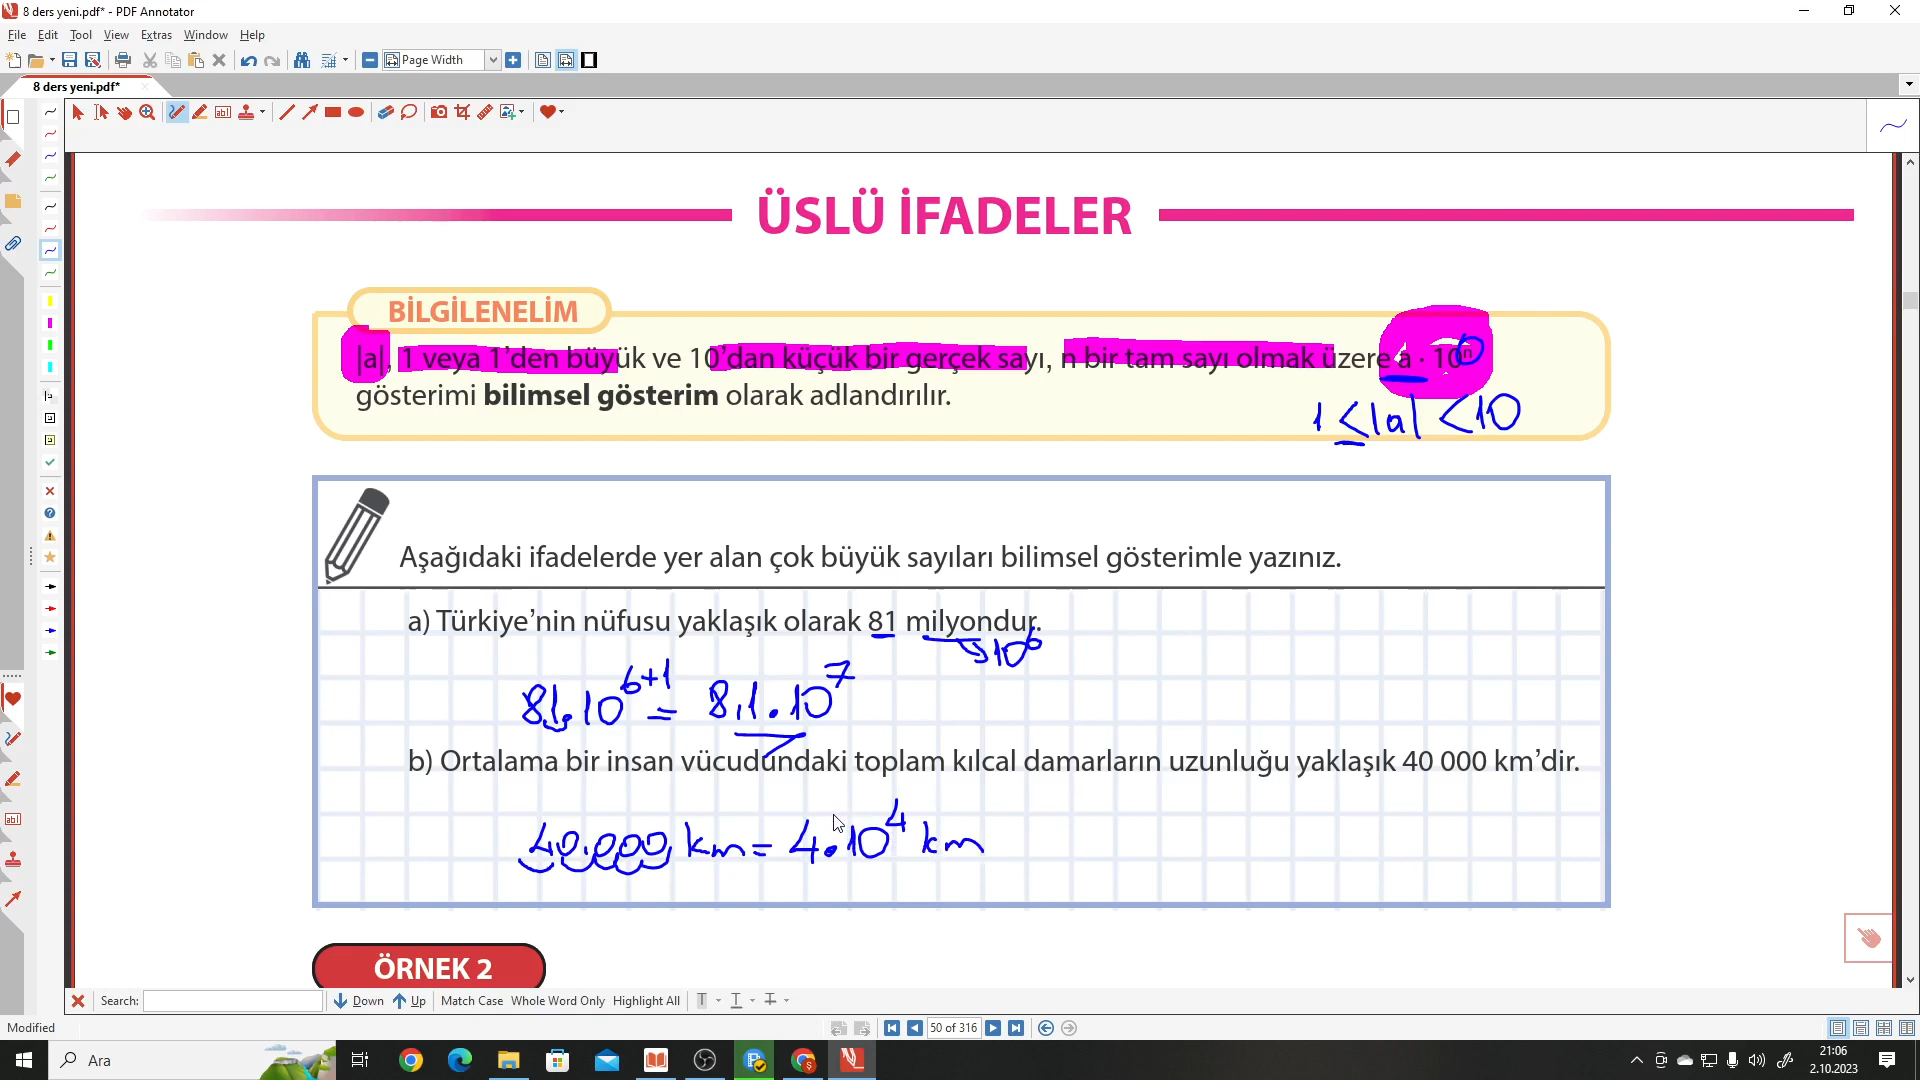 8 ders yeni.pdf* - PDF Annotator
File Edit Tool View Extras Window Help
Page Width
8 ders yeni.pdf*
ÜSLÜ İFADELER
BİLGİLENELİM
|a|, 1 veya 1’den büyük ve 10’dan küçük bir gerçek sayı, n bir tam sayı olmak üzere a · 10ⁿ
gösterimi bilimsel gösterim olarak adlandırılır.
1 ≤ |a| < 10
Aşağıdaki ifadelerde yer alan çok büyük sayıları bilimsel gösterimle yazınız.
a) Türkiye’nin nüfusu yaklaşık olarak 81 milyondur.
10⁶
81.10⁶⁺¹ = 8,1.10⁷
b) Ortalama bir insan vücudundaki toplam kılcal damarların uzunluğu yaklaşık 40 000 km’dir.
40.000 km = 4.10⁴ km
ÖRNEK 2
Search: Down Up Match Case Whole Word Only Highlight All
Modified
50 of 316
Ara
21:06
2.10.2023